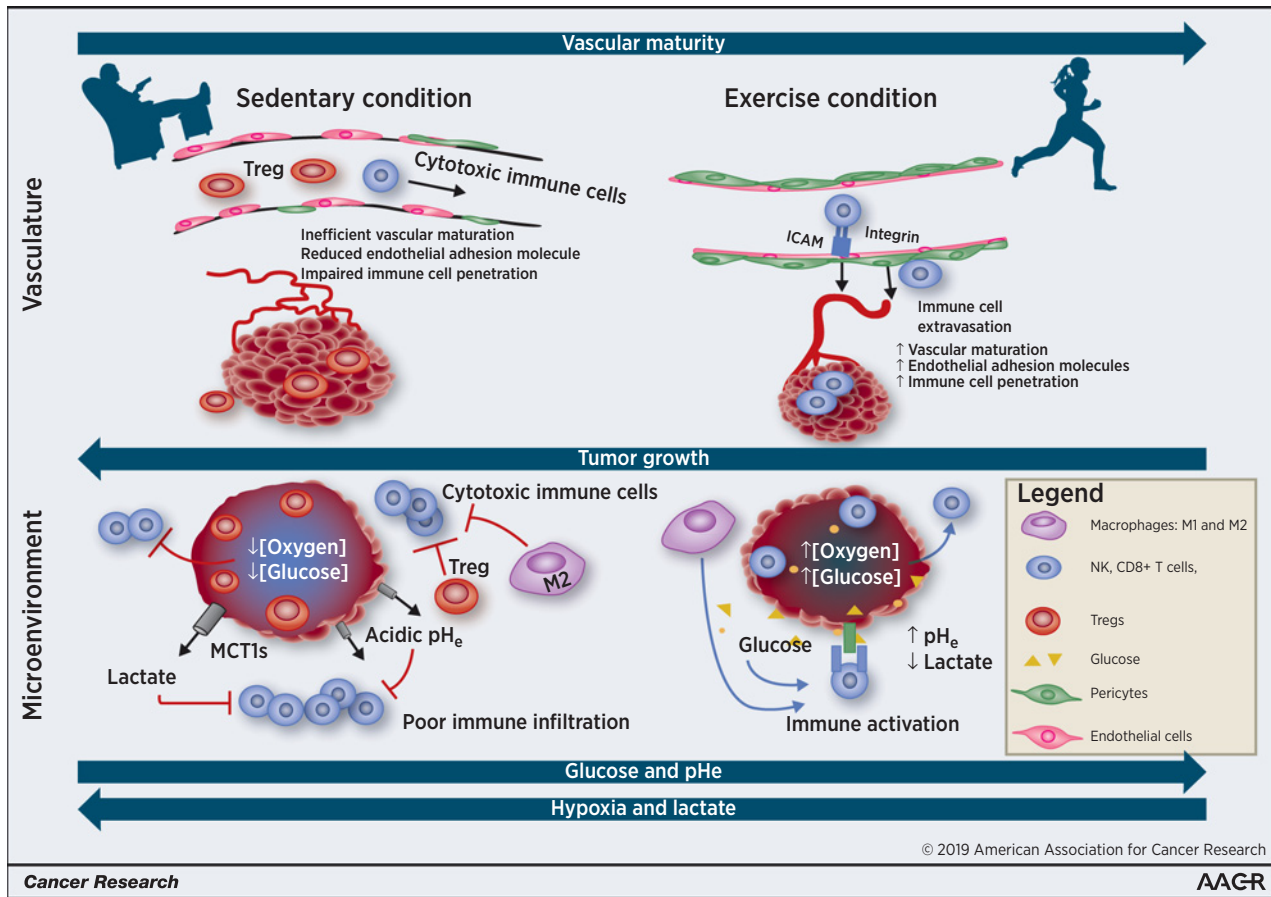 Vascular maturity
Sedentary condition
Exercise condition
Vasculature
Treg
Cytotoxic immune cells
Inefficient vascular maturation
Reduced endothelial adhesion molecule
Impaired immune cell penetration
ICAM
Integrin
Immune cell
extravasation
↑ Vascular maturation
↑ Endothelial adhesion molecules
↑ Immune cell penetration
Tumor growth
Microenvironment
↓[Oxygen]
↓[Glucose]
Cytotoxic immune cells
Treg
M2
MCT1s
Acidic pHe
Lactate
Poor immune infiltration
↑[Oxygen]
↑[Glucose]
Glucose
↑ pHe
↓ Lactate
Immune activation
Legend
Macrophages: M1 and M2
NK, CD8+ T cells,
Tregs
Glucose
Pericytes
Endothelial cells
Glucose and pHe
Hypoxia and lactate
© 2019 American Association for Cancer Research
Cancer Research
AACR